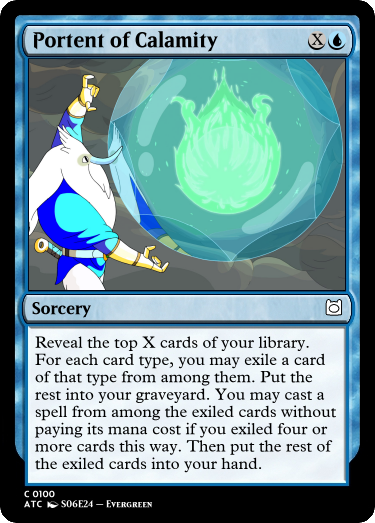 Portent of Calamity X
Sorcery
Reveal the top X cards of your library.
For each card type, you may exile a card
of that type from among them. Put the
rest into your graveyard. You may cast a
spell from among the exiled cards without
paying its mana cost if you exiled four or
more cards this way. Then put the rest of
the exiled cards into your hand.
C 0100
ATC S06E24 – Evergreen